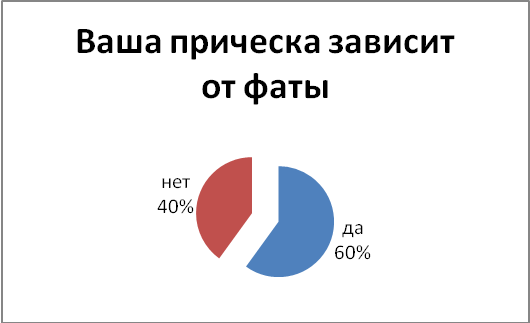 Ваша прическа зависит
от фаты
нет
40%
да
60%